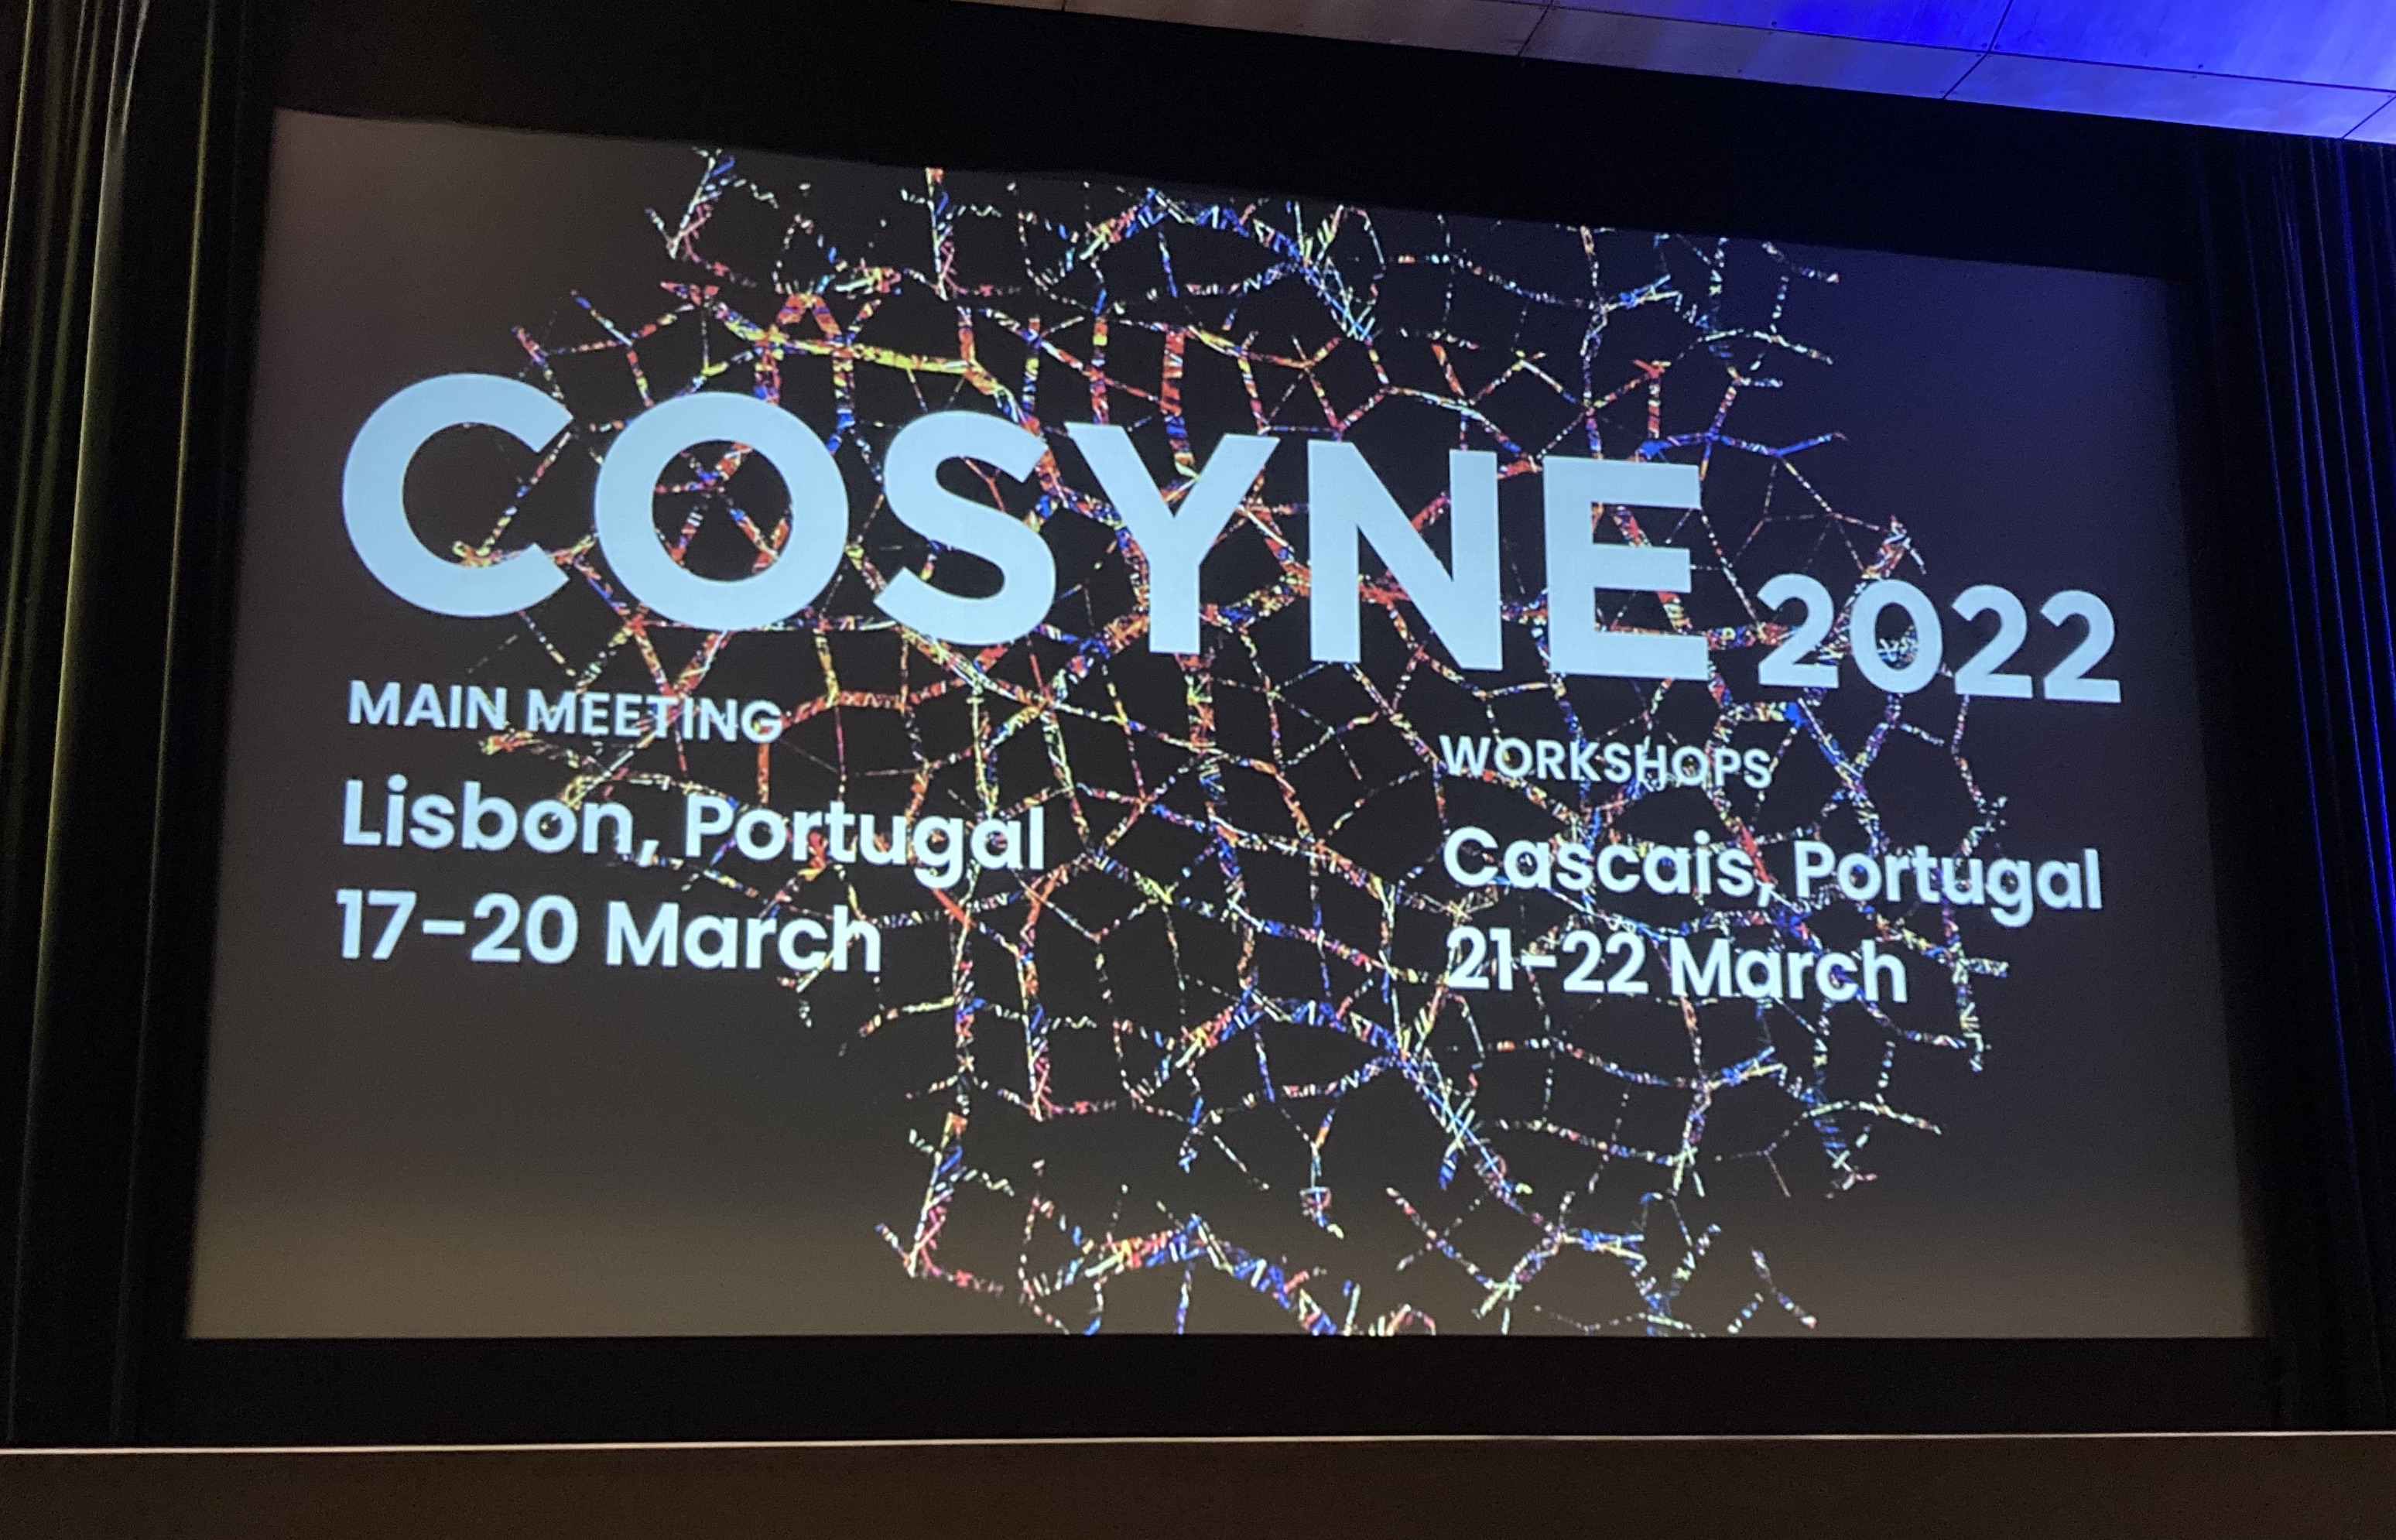 COSYNE 2022
MAIN MEETING
Lisbon, Portugal
17-20 March
WORKSHOPS
Cascais, Portugal
21-22 March